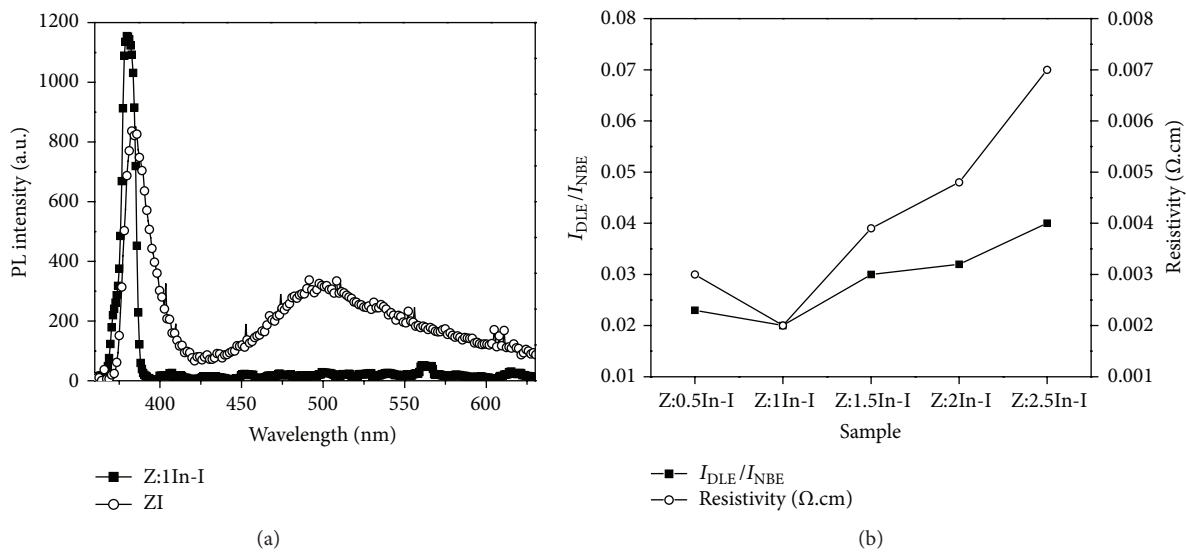 1200
1000
800
600
400
200
0
PL intensity (a.u.)
400
450
500
550
600
Wavelength (nm)
Z:1In-I
ZI
(a)
0.08
0.07
0.06
0.05
0.04
0.03
0.02
0.01
I_DLE/I_NBE
0.008
0.007
0.006
0.005
0.004
0.003
0.002
0.001
Resistivity (Ω.cm)
Z:0.5In-I
Z:1In-I
Z:1.5In-I
Z:2In-I
Z:2.5In-I
Sample
I_DLE/I_NBE
Resistivity (Ω.cm)
(b)